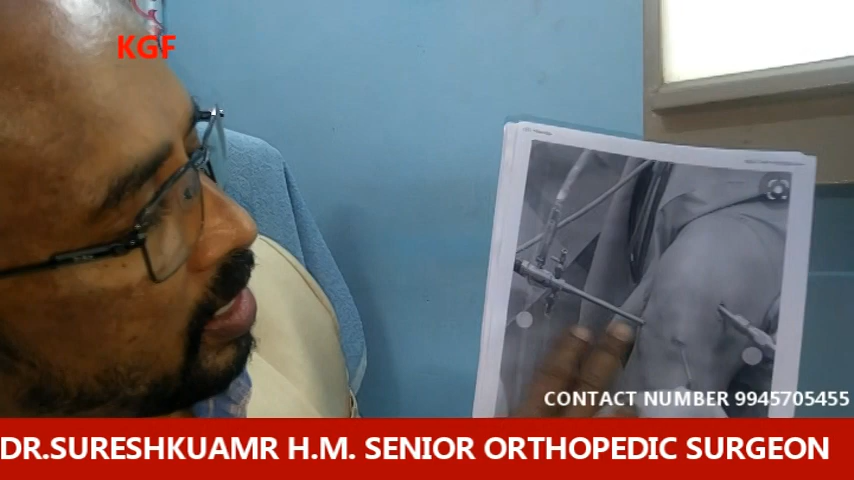 KGF
CONTACT NUMBER 9945705455
DR.SURESHKUAMR H.M. SENIOR ORTHOPEDIC SURGEON